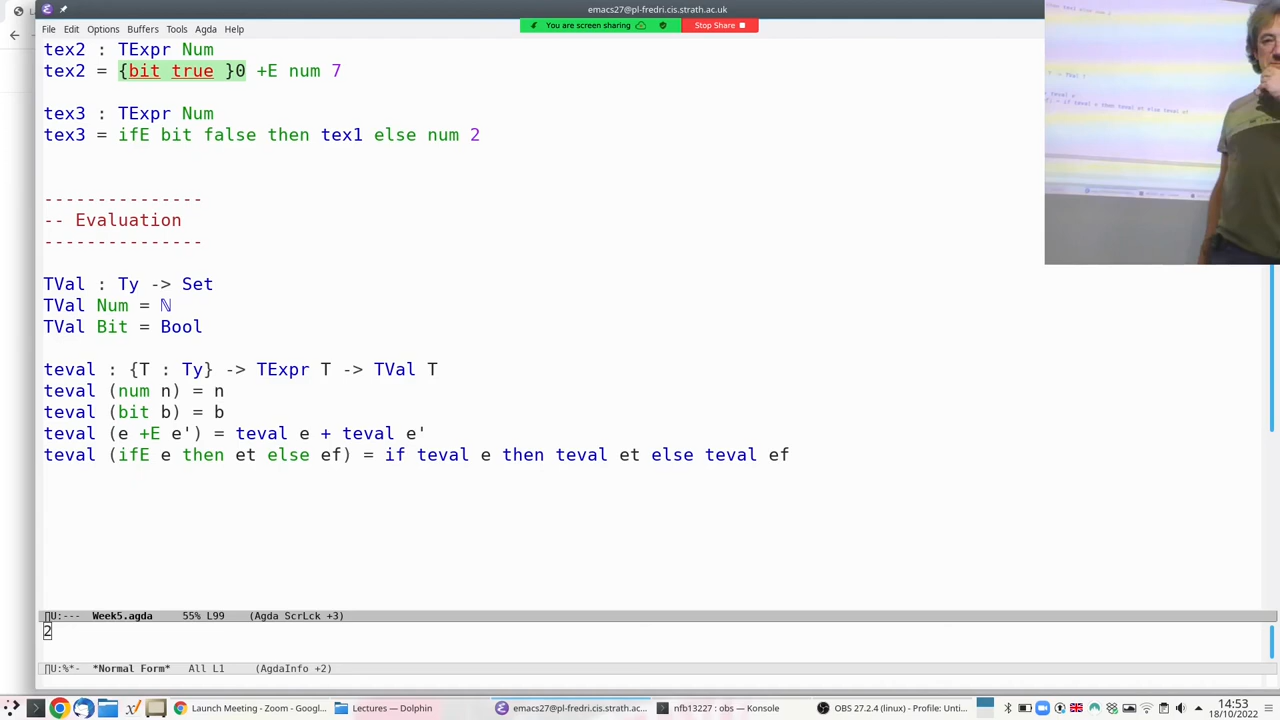 emacs27@pl-fredri.cis.strath.ac.uk
File Edit Options Buffers Tools Agda Help
You are screen sharing
Stop Share
tex2 : TExpr Num
tex2 = {bit true }0 +E num 7
tex3 : TExpr Num
tex3 = ifE bit false then tex1 else num 2
---------------
-- Evaluation
---------------
TVal : Ty -> Set
TVal Num = ℕ
TVal Bit = Bool
teval : {T : Ty} -> TExpr T -> TVal T
teval (num n) = n
teval (bit b) = b
teval (e +E e') = teval e + teval e'
teval (ifE e then et else ef) = if teval e then teval et else teval ef
U:--- Week5.agda 55% L99 (Agda ScrLck +3)
2
U:%*- *Normal Form* All L1 (AgdaInfo +2)
Launch Meeting - Zoom - Googl...
Lectures — Dolphin
emacs27@pl-fredri.cis.strath.ac...
nfb13227 : obs — Konsole
OBS 27.2.4 (linux) - Profile: Unti...
14:53
18/10/2022